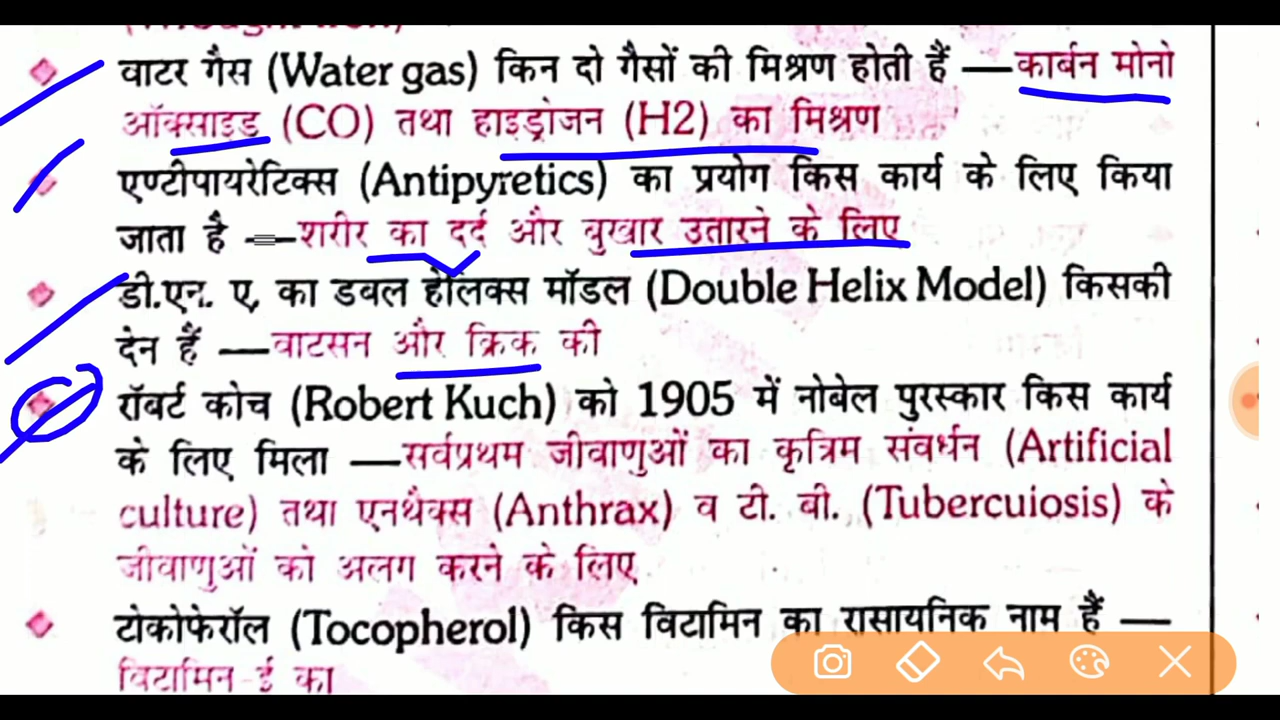 वाटर गैस (Water gas) किन दो गैसों की मिश्रण होती हैं —कार्बन मोनो
ऑक्साइड (CO) तथा हाइड्रोजन (H2) का मिश्रण
एण्टीपायरेटिक्स (Antipyretics) का प्रयोग किस कार्य के लिए किया
जाता है —शरीर का दर्द और बुखार उतारने के लिए
डी.एन. ए. का डबल हेलिक्स मॉडल (Double Helix Model) किसकी
देन हैं —वाटसन और क्रिक की
रॉबर्ट कोच (Robert Kuch) को 1905 में नोबेल पुरस्कार किस कार्य
के लिए मिला —सर्वप्रथम जीवाणुओं का कृत्रिम संवर्धन (Artificial
culture) तथा एनथैक्स (Anthrax) व टी. बी. (Tubercuiosis) के
जीवाणुओं को अलग करने के लिए
टोकोफेरॉल (Tocopherol) किस विटामिन का रासायनिक नाम हैं —
विटामिन-ई का